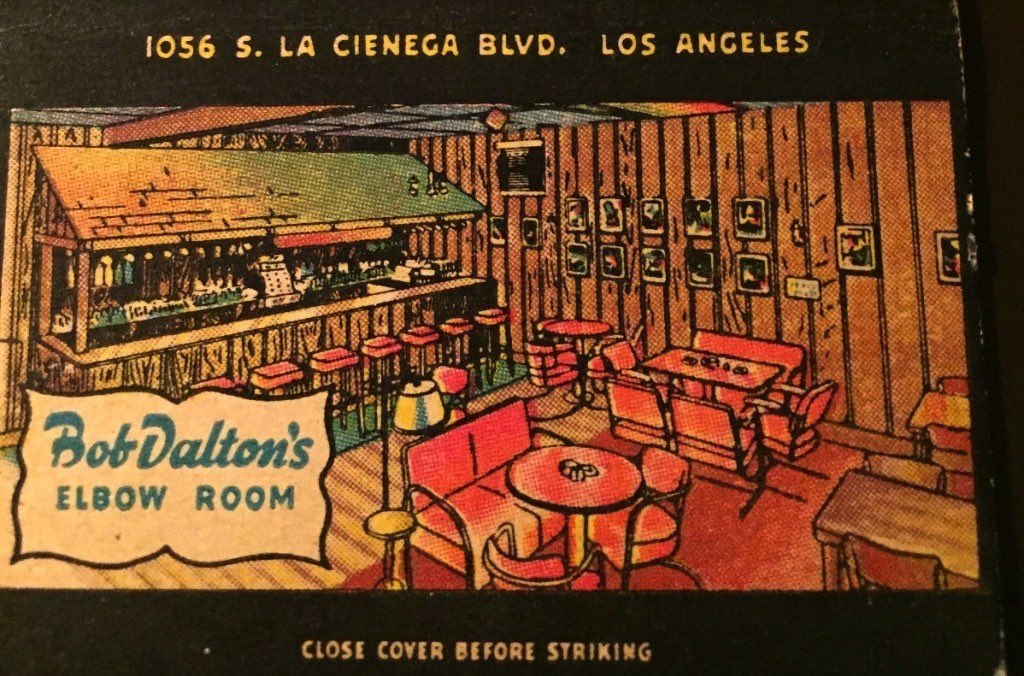 1056 S. LA CIENEGA BLVD. LOS ANGELES
Bob Dalton's
ELBOW ROOM
CLOSE COVER BEFORE STRIKING